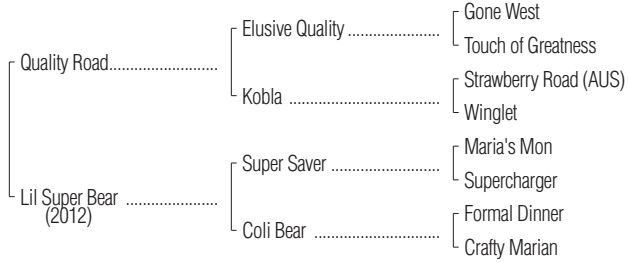 Gone West
Elusive Quality
Touch of Greatness
Quality Road
Strawberry Road (AUS)
Kobla
Winglet
Maria's Mon
Super Saver
Supercharger
Lil Super Bear
(2012)
Formal Dinner
Coli Bear
Crafty Marian